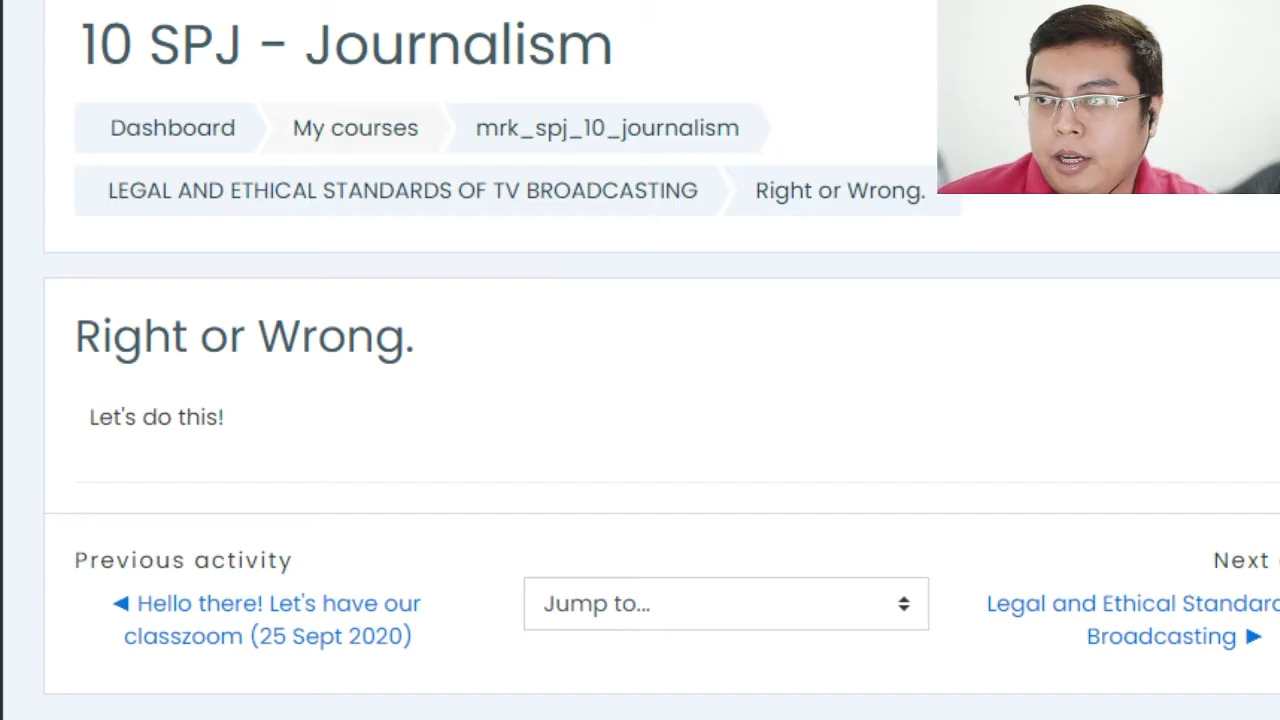 10 SPJ - Journalism
Dashboard
My courses
mrk_spj_10_journalism
LEGAL AND ETHICAL STANDARDS OF TV BROADCASTING
Right or Wrong.
Right or Wrong.
Let's do this!
Previous activity
◄ Hello there! Let's have our
classzoom (25 Sept 2020)
Jump to...
Next
Legal and Ethical Standard
Broadcasting ►